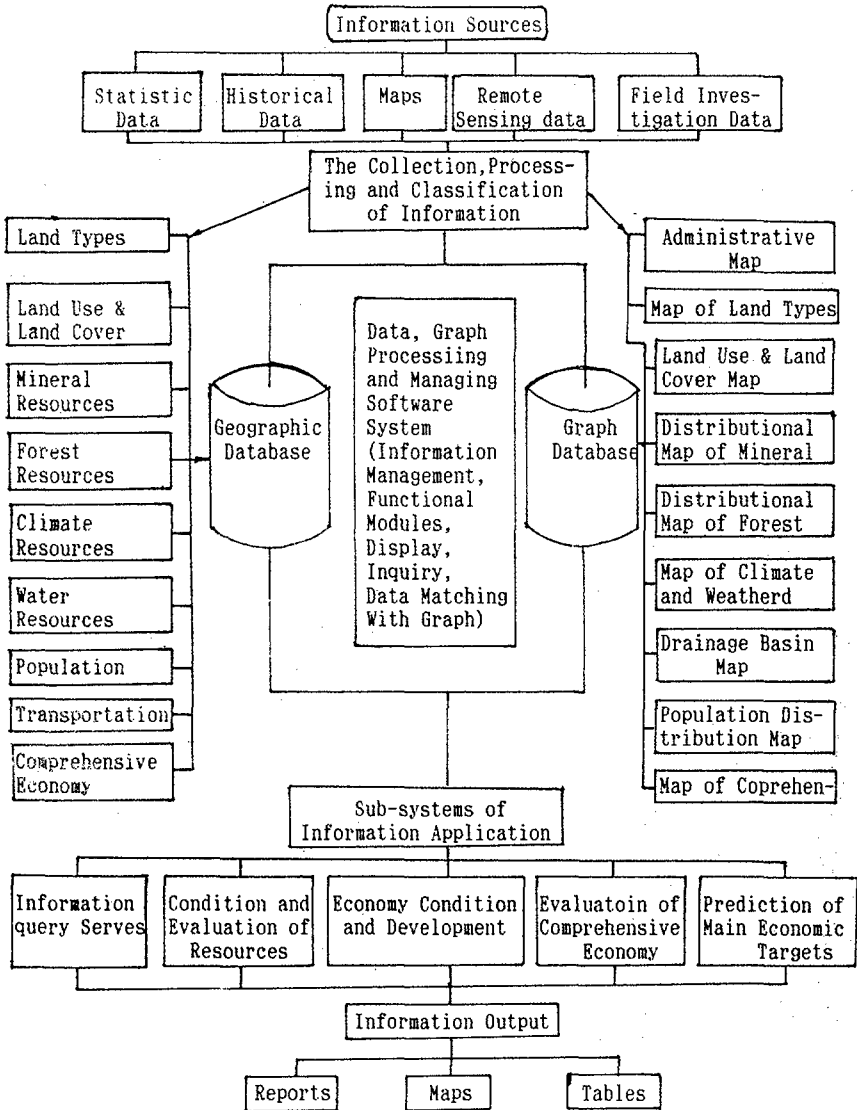 Information Sources
Statistic
Data
Historical
Data
Maps
Remote
Sensing data
Field Inves-
tigation Data
The Collection,Process-
ing and Classification
of Information
Land Types
Land Use &
Land Cover
Mineral
Resources
Forest
Resources
Climate
Resources
Water
Resources
Population
Transportation
Comprehensive
Economy
Geographic
Database
Data, Graph
Processiing
and Managing
Software
System
(Information
Management,
Functional
Modules,
Display,
Inquiry,
Data Matching
With Graph)
Graph
Database
Administrative
Map
Map of Land Types
Land Use & Land
Cover Map
Distributional
Map of Mineral
Distributional
Map of Forest
Map of Climate
and Weatherd
Drainage Basin
Map
Population Dis-
tribution Map
Map of Coprehen-
Sub-systems of
Information Application
Information
query Serves
Condition and
Evaluation of
Resources
Economy Condition
and Development
Evaluatoin of
Comprehensive
Economy
Prediction of
Main Economic
Targets
Information Output
Reports
Maps
Tables